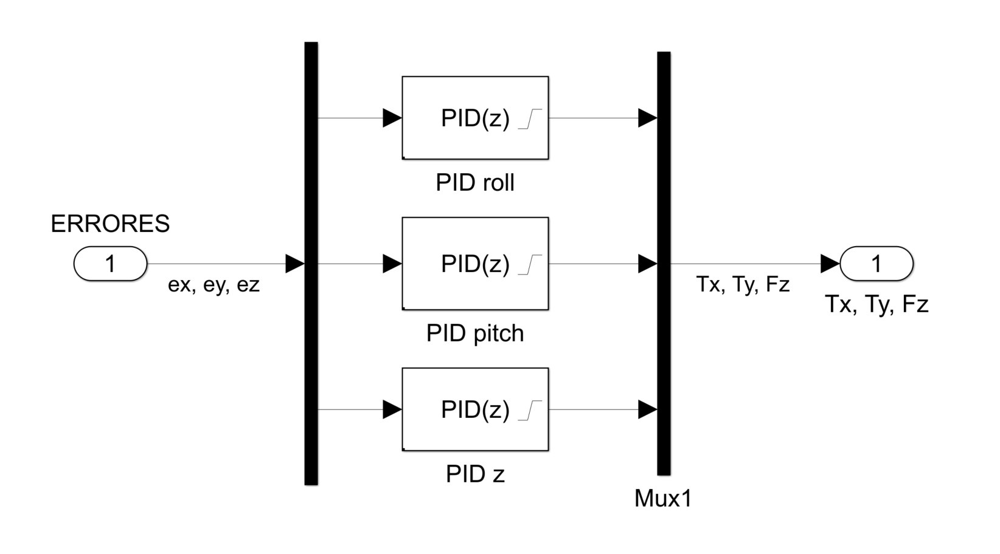 PID(z)
PID roll
ERRORES
1
ex, ey, ez
PID(z)
PID pitch
Tx, Ty, Fz
1
Tx, Ty, Fz
PID(z)
PID z
Mux1